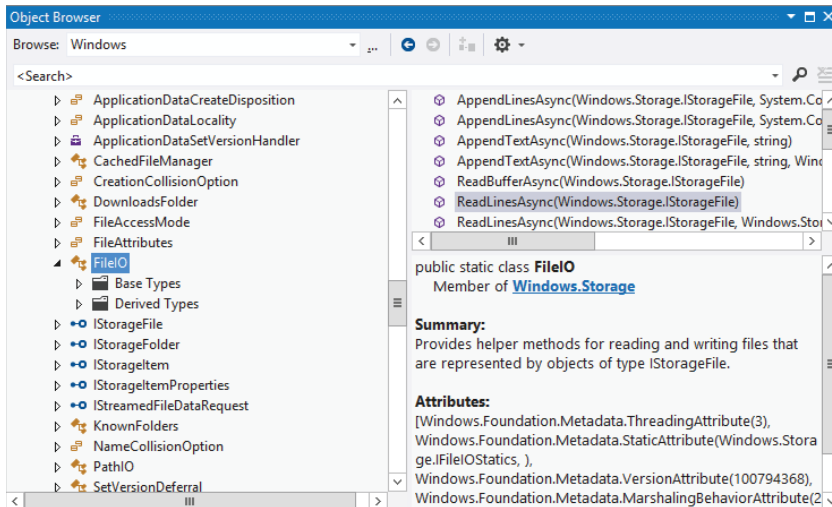 Object Browser
Browse: Windows
...
<Search>
ApplicationDataCreateDisposition
ApplicationDataLocality
ApplicationDataSetVersionHandler
CachedFileManager
CreationCollisionOption
DownloadsFolder
FileAccessMode
FileAttributes
FileIO
Base Types
Derived Types
IStorageFile
IStorageFolder
IStorageItem
IStorageItemProperties
IStreamedFileDataRequest
KnownFolders
NameCollisionOption
PathIO
SetVersionDeferral
AppendLinesAsync(Windows.Storage.IStorageFile, System.Co
AppendLinesAsync(Windows.Storage.IStorageFile, System.Co
AppendTextAsync(Windows.Storage.IStorageFile, string)
AppendTextAsync(Windows.Storage.IStorageFile, string, Wind
ReadBufferAsync(Windows.Storage.IStorageFile)
ReadLinesAsync(Windows.Storage.IStorageFile)
ReadLinesAsync(Windows.Storage.IStorageFile, Windows.Stor
public static class FileIO
Member of Windows.Storage
Summary:
Provides helper methods for reading and writing files that
are represented by objects of type IStorageFile.
Attributes:
[Windows.Foundation.Metadata.ThreadingAttribute(3),
Windows.Foundation.Metadata.StaticAttribute(Windows.Stora
ge.IFileIOStatics, ),
Windows.Foundation.Metadata.VersionAttribute(100794368),
Windows.Foundation.Metadata.MarshalingBehaviorAttribute(2